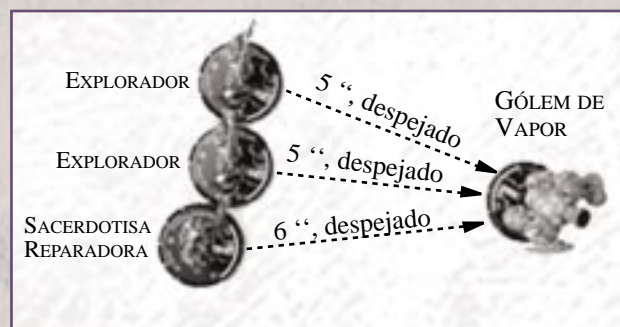 EXPLORADOR
5 “, despejado
GÓLEM DE
VAPOR
EXPLORADOR
5 “, despejado
SACERDOTISA
REPARADORA
6 “, despejado